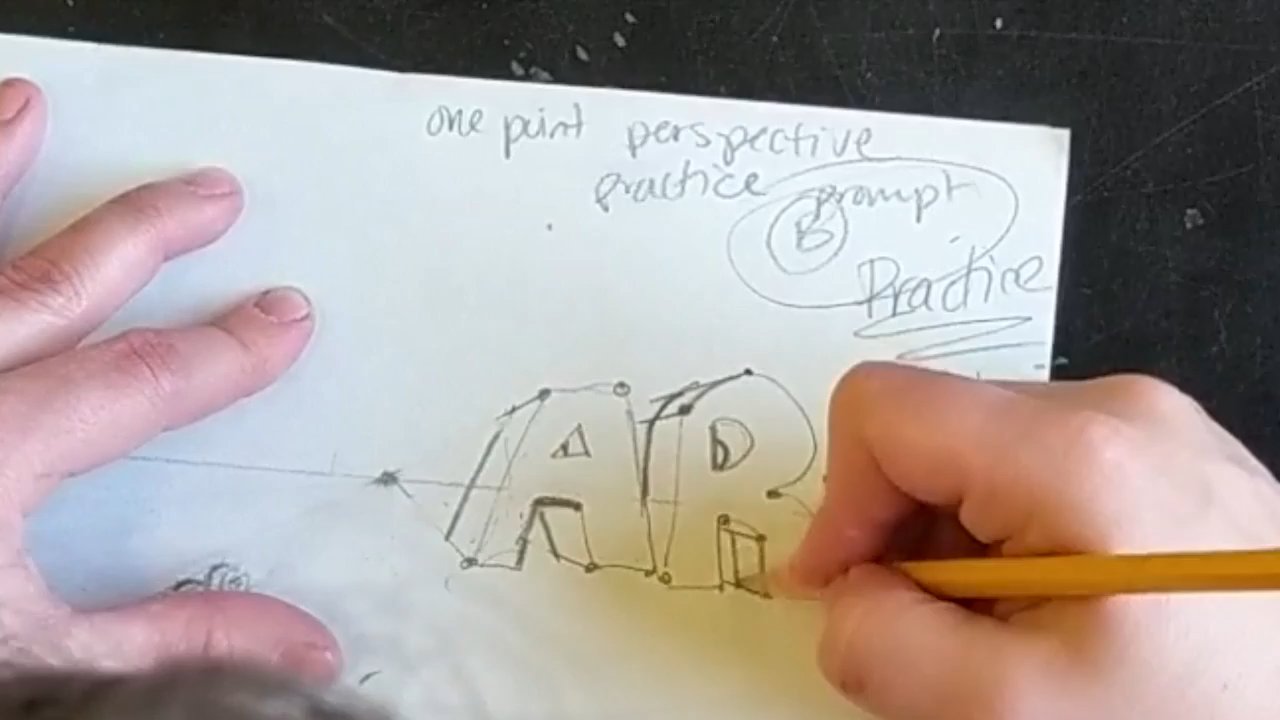 one point perspective
practice prompt
B
Practice
AR